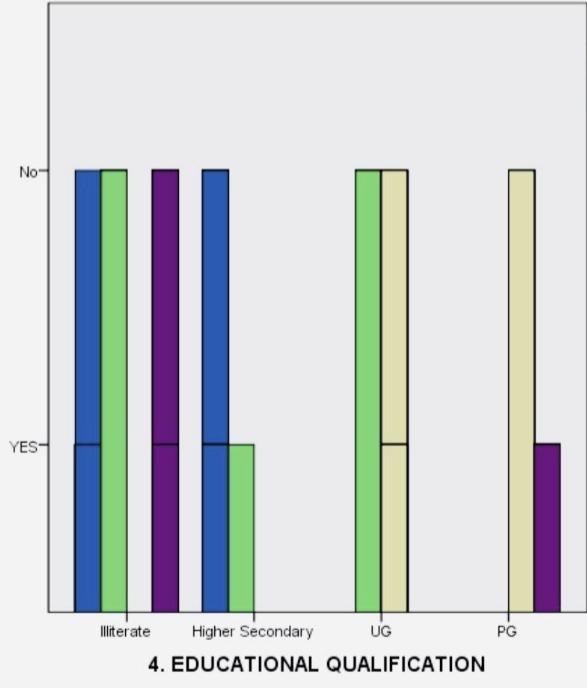 No
YES
Illiterate Higher Secondary UG PG
4. EDUCATIONAL QUALIFICATION